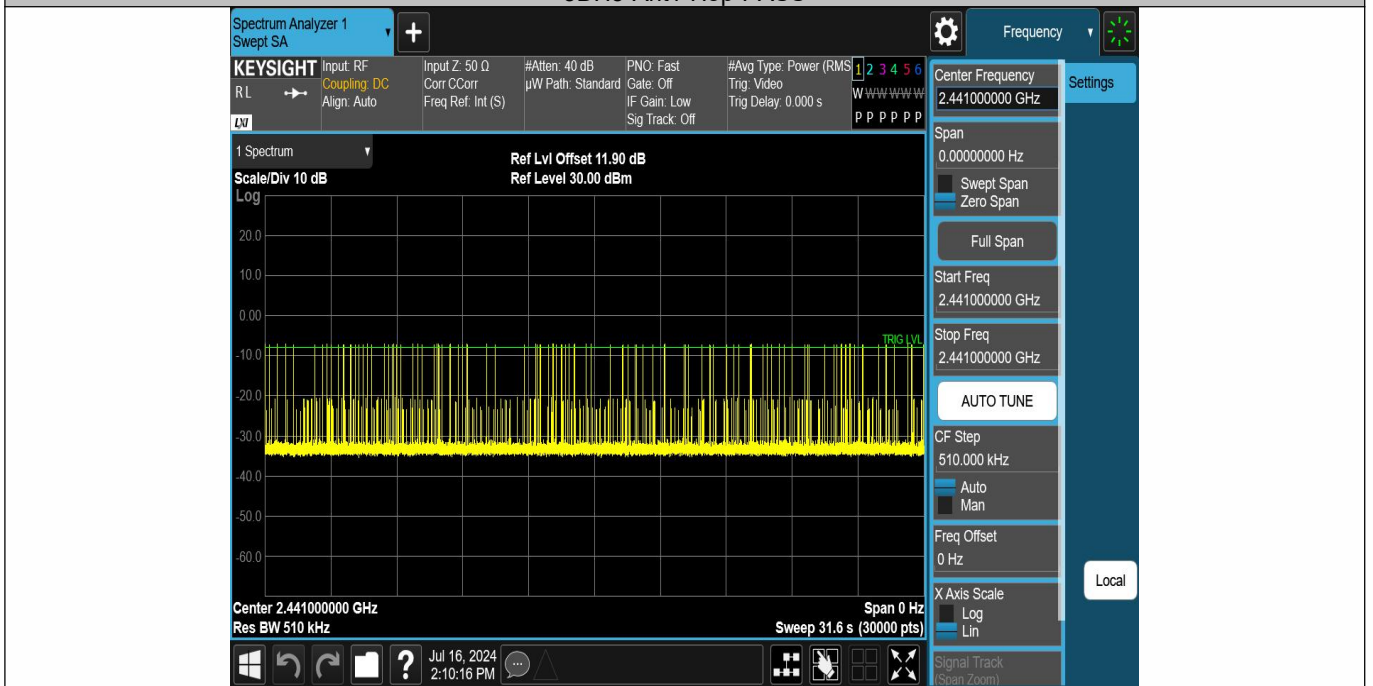 Spectrum Analyzer 1
Swept SA
Frequency
KEYSIGHT
RL
LXI
Input: RF
Coupling: DC
Align: Auto
Input Z: 50 Ω
Corr CCorr
Freq Ref: Int (S)
#Atten: 40 dB
µW Path: Standard
PNO: Fast
Gate: Off
IF Gain: Low
Sig Track: Off
#Avg Type: Power (RMS
Trig: Video
Trig Delay: 0.000 s
1 2 3 4 5 6
W W W W W W
P P P P P P
1 Spectrum
Scale/Div 10 dB
Ref Lvl Offset 11.90 dB
Ref Level 30.00 dBm
Log
20.0
10.0
0.00
-10.0
-20.0
-30.0
-40.0
-50.0
-60.0
TRIG LVL
Center 2.441000000 GHz
Res BW 510 kHz
Span 0 Hz
Sweep 31.6 s (30000 pts)
Center Frequency
2.441000000 GHz
Settings
Span
0.00000000 Hz
Swept Span
Zero Span
Full Span
Start Freq
2.441000000 GHz
Stop Freq
2.441000000 GHz
AUTO TUNE
CF Step
510.000 kHz
Auto
Man
Freq Offset
0 Hz
X Axis Scale
Log
Lin
Signal Track
(Span Zoom)
Local
?
Jul 16, 2024
2:10:16 PM